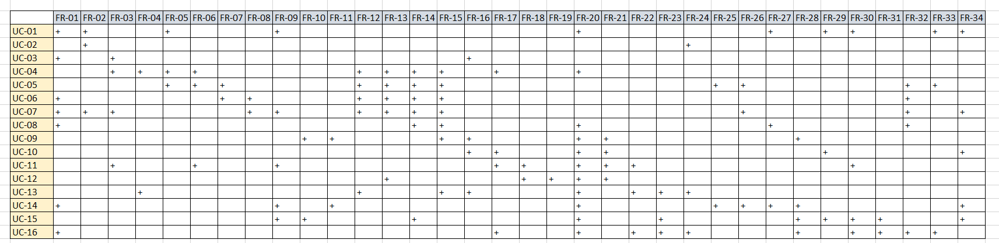 FR-01 FR-02 FR-03 FR-04 FR-05 FR-06 FR-07 FR-08 FR-09 FR-10 FR-11 FR-12 FR-13 FR-14 FR-15 FR-16 FR-17 FR-18 FR-19 FR-20 FR-21 FR-22 FR-23 FR-24 FR-25 FR-26 FR-27 FR-28 FR-29 FR-30 FR-31 FR-32 FR-33 FR-34
UC-01 + + + + + + + + + +
UC-02 + +
UC-03 + + +
UC-04 + + + + + + + + + +
UC-05 + + + + + + + + + + +
UC-06 + + + + + + + +
UC-07 + + + + + + + + + + + +
UC-08 + + + + + +
UC-09 + + + + + + +
UC-10 + + + + + +
UC-11 + + + + + + + + +
UC-12 + + + + +
UC-13 + + + + + + + +
UC-14 + + + + + + + + +
UC-15 + + + + + + + + + +
UC-16 + + + + + + + + + + +